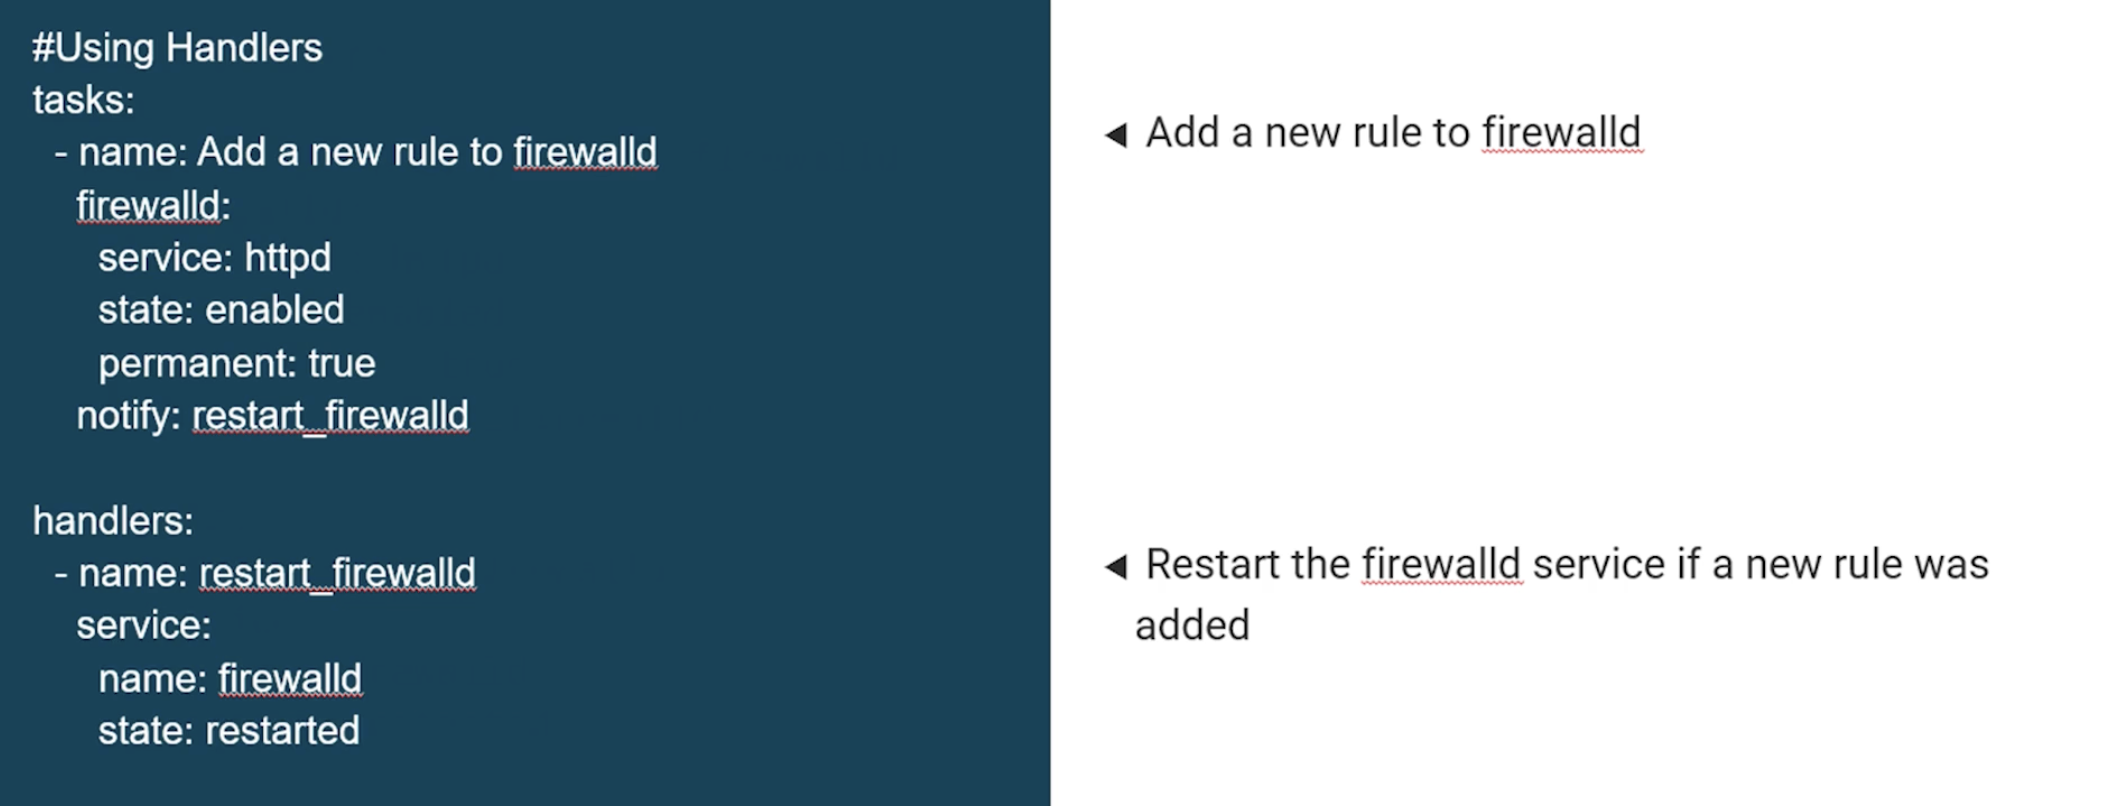 #Using Handlers
tasks:
  - name: Add a new rule to firewalld
    firewalld:
      service: httpd
      state: enabled
      permanent: true
    notify: restart_firewalld

handlers:
  - name: restart_firewalld
    service:
      name: firewalld
      state: restarted
◄ Add a new rule to firewalld
◄ Restart the firewalld service if a new rule was
added